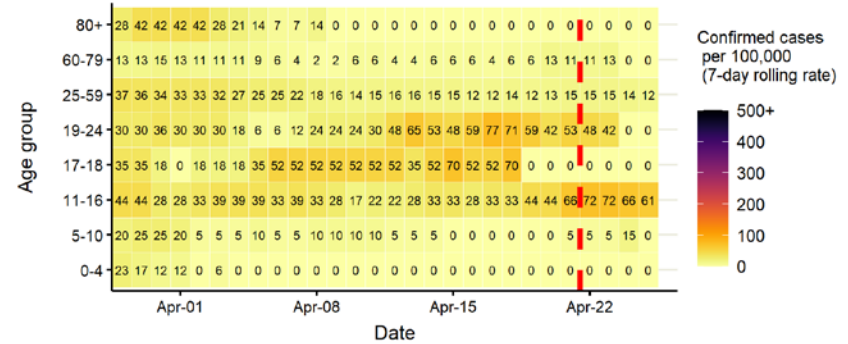 80+ 28 42 42 42 42 28 21 14 7 7 14 0 0 0 0 0 0 0 0 0 0 0 0 0 0 0 0 0
60-79 13 13 15 13 11 11 11 9 6 4 2 2 6 6 4 4 6 6 6 4 6 6 13 11 11 13 0 0
25-59 37 36 34 33 33 32 27 25 25 22 18 16 14 15 16 16 15 15 12 12 14 12 13 15 15 15 14 12
19-24 30 30 36 30 30 30 18 6 6 12 24 24 24 30 48 65 53 48 59 77 71 59 42 53 48 42 0 0
17-18 35 35 18 0 18 18 18 35 52 52 52 52 52 52 52 35 52 70 52 52 70 0 0 0 0 0 0 0
11-16 44 44 28 28 33 39 39 39 39 33 39 33 28 17 22 22 28 33 33 28 33 33 44 44 66 72 72 66 61
5-10 20 25 25 20 5 5 5 10 5 5 10 10 10 10 5 5 5 0 0 0 0 0 0 5 5 5 15 0
0-4 23 17 12 12 0 6 0 0 0 0 0 0 0 0 0 0 0 0 0 0 0 0 0 0 0 0 0 0
Age group
Apr-01 Apr-08 Apr-15 Apr-22
Date
Confirmed cases
per 100,000
(7-day rolling rate)
500+
400
300
200
100
0